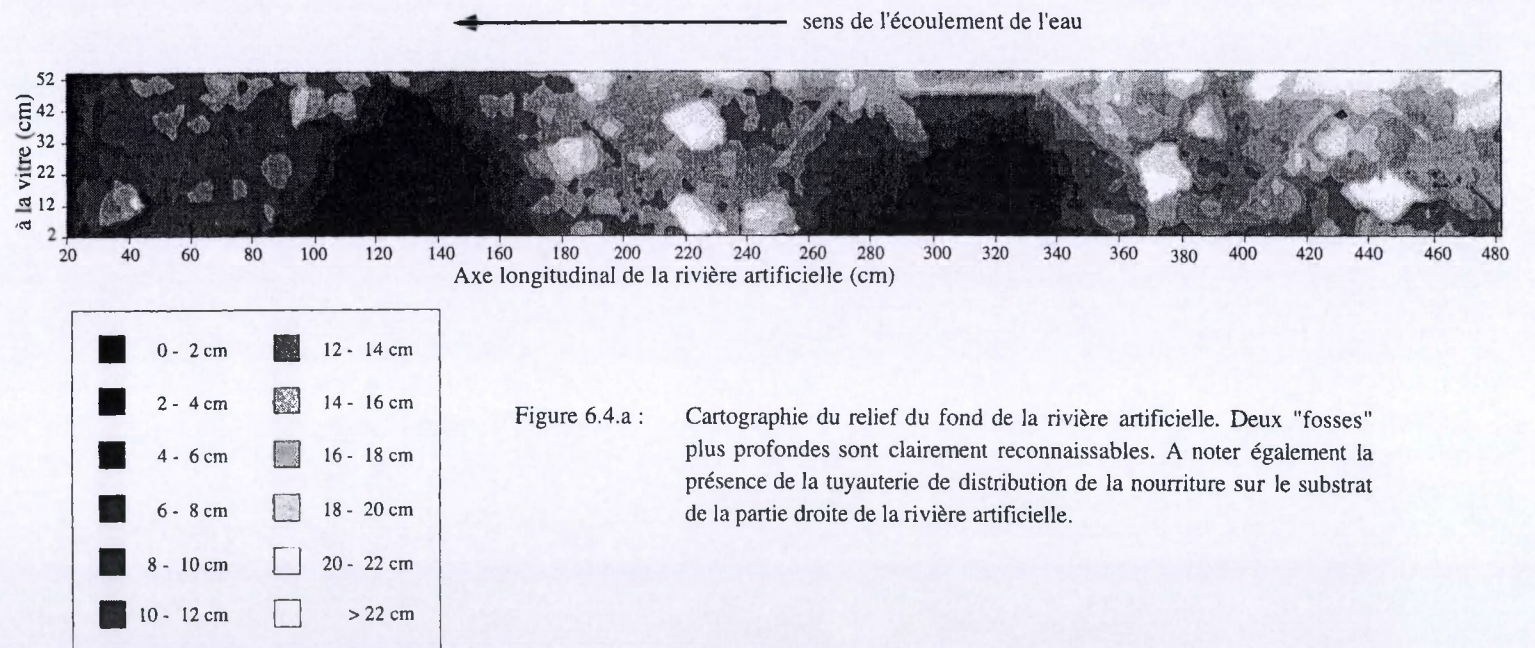 sens de l'écoulement de l'eau
52
42
32
22
12
2
à la vitre (cm)
20 40 60 80 100 120 140 160 180 200 220 240 260 280 300 320 340 360 380 400 420 440 460 480
Axe longitudinal de la rivière artificielle (cm)
0 - 2 cm
2 - 4 cm
4 - 6 cm
6 - 8 cm
8 - 10 cm
10 - 12 cm
12 - 14 cm
14 - 16 cm
16 - 18 cm
18 - 20 cm
20 - 22 cm
> 22 cm
Figure 6.4.a : Cartographie du relief du fond de la rivière artificielle. Deux "fosses"
plus profondes sont clairement reconnaissables. A noter également la
présence de la tuyauterie de distribution de la nourriture sur le substrat
de la partie droite de la rivière artificielle.